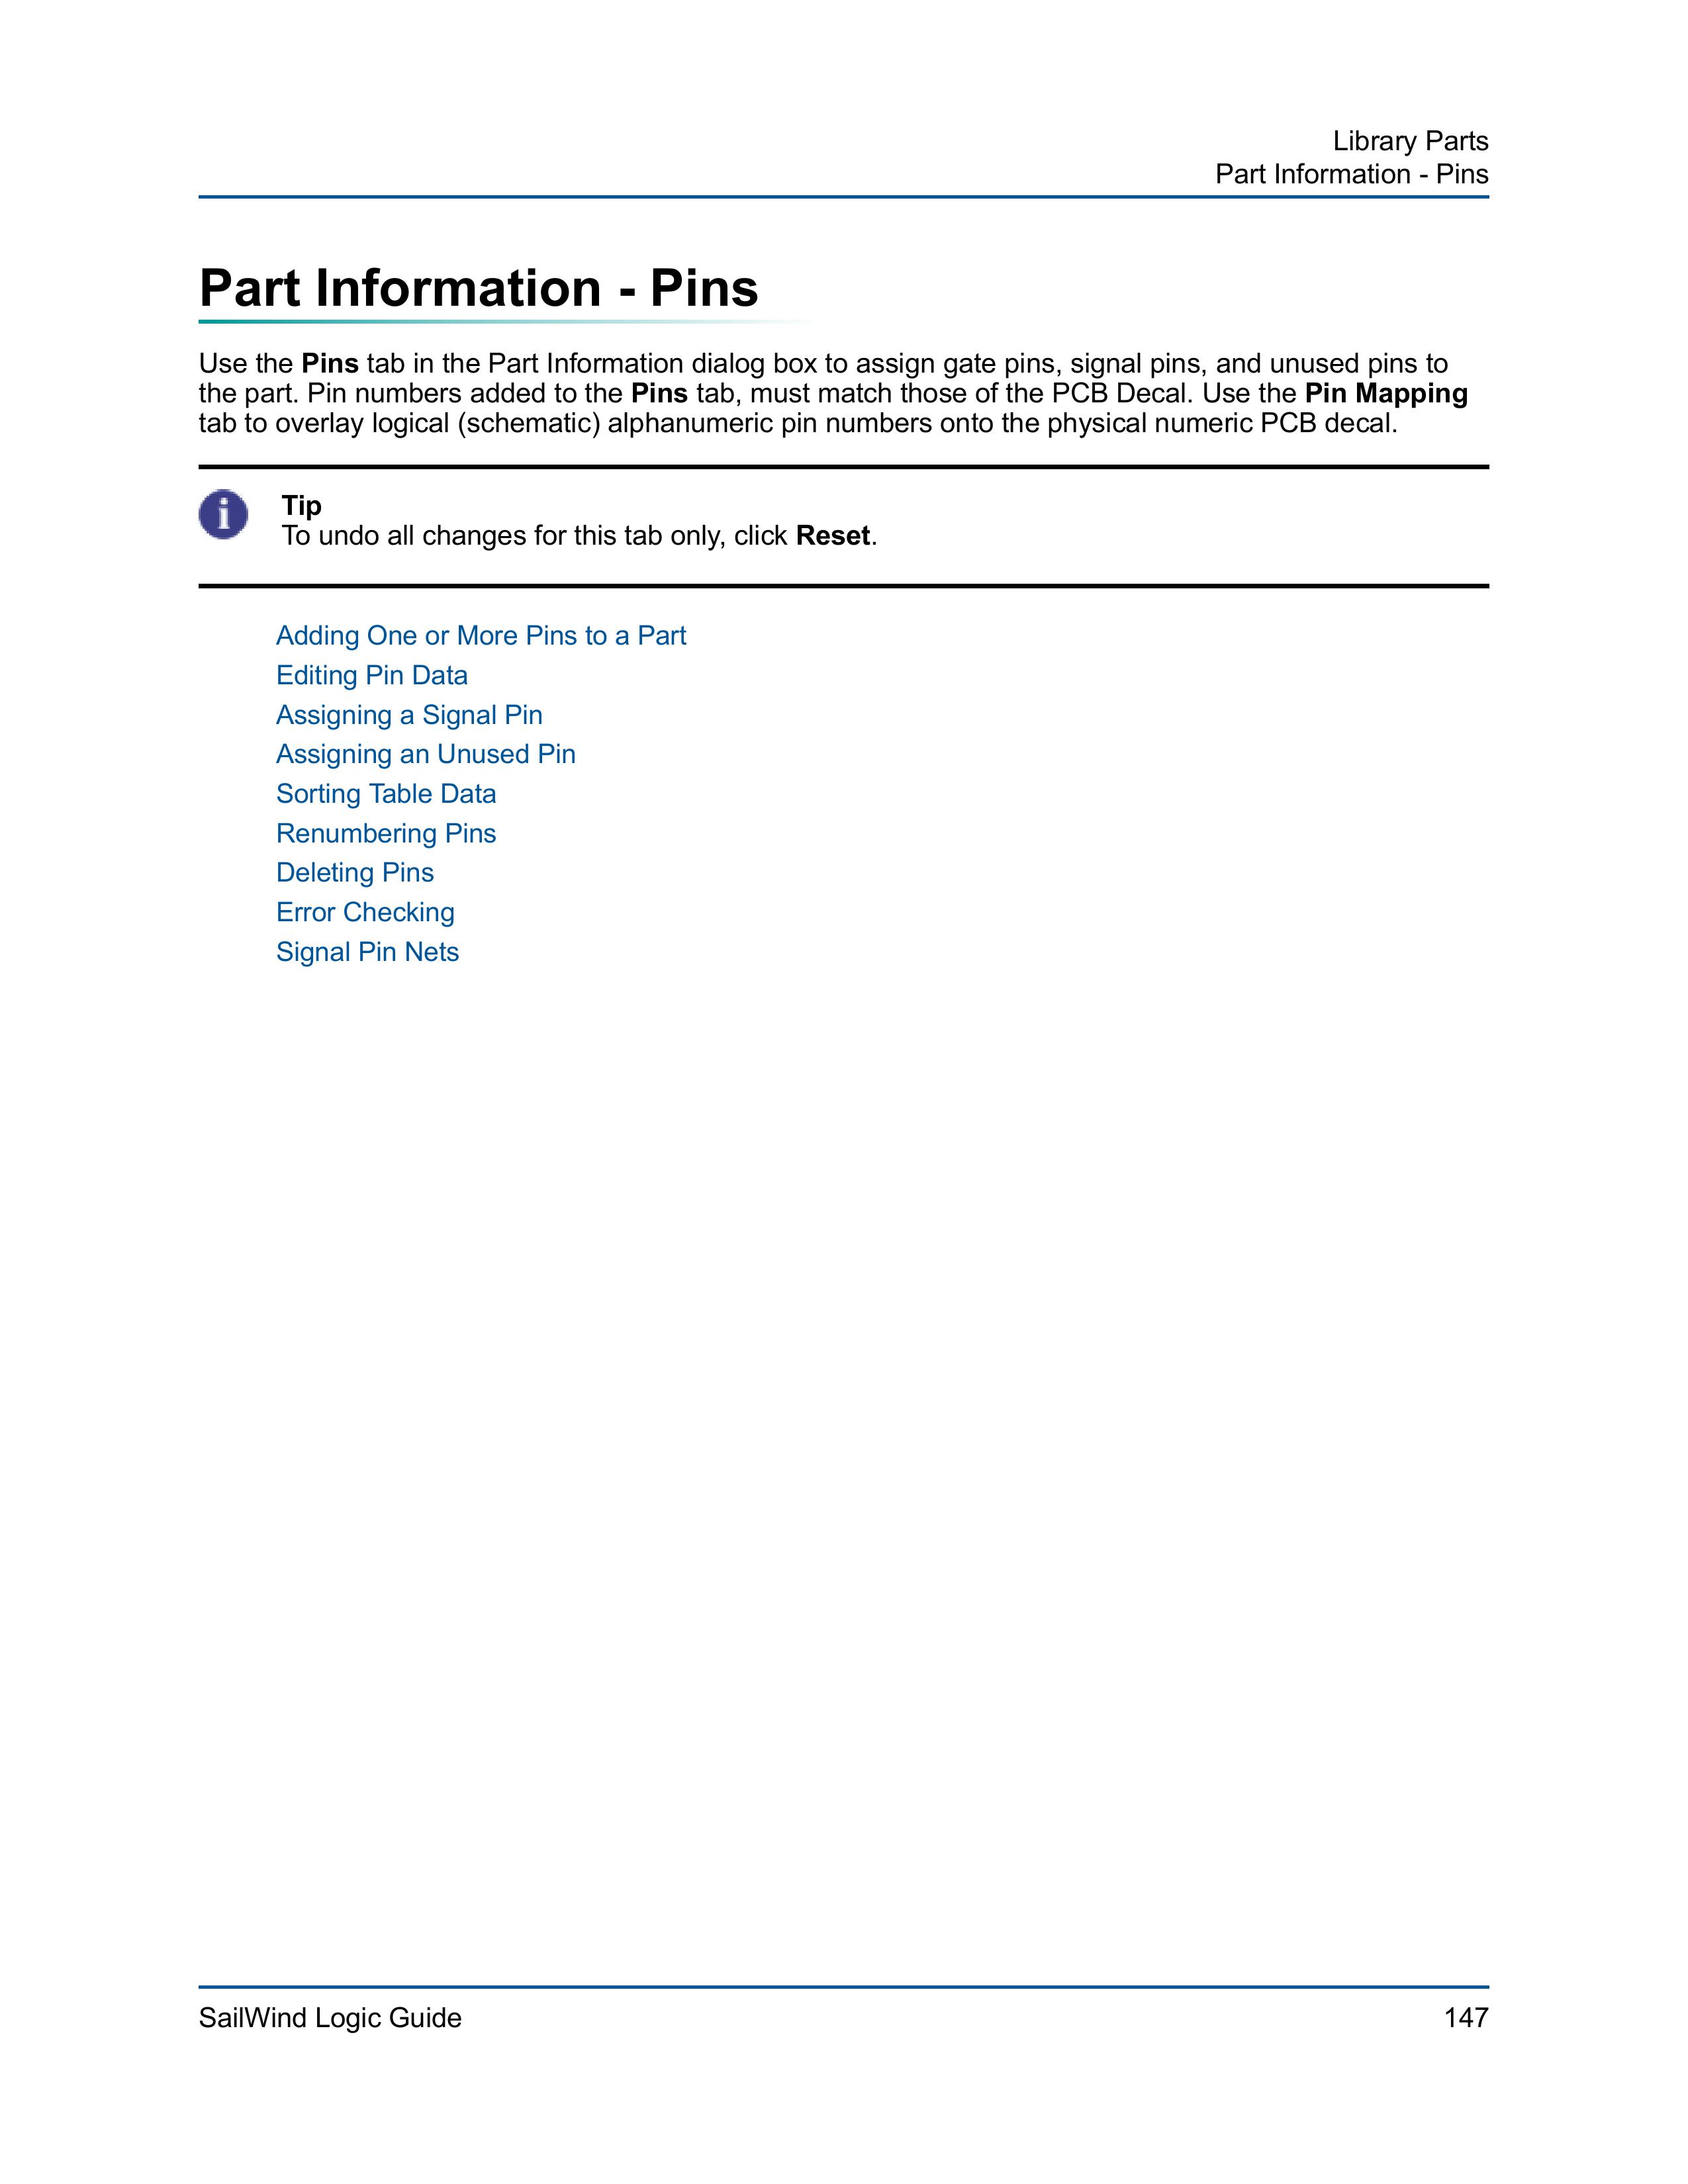 Library Parts
Part Information - Pins
Part Information - Pins
Use the Pins tab in the Part Information dialog box to assign gate pins, signal pins, and unused pins to
the part. Pin numbers added to the Pins tab, must match those of the PCB Decal. Use the Pin Mapping
tab to overlay logical (schematic) alphanumeric pin numbers onto the physical numeric PCB decal.
Tip
To undo all changes for this tab only, click Reset.
Adding One or More Pins to a Part
Editing Pin Data
Assigning a Signal Pin
Assigning an Unused Pin
Sorting Table Data
Renumbering Pins
Deleting Pins
Error Checking
Signal Pin Nets
SailWind Logic Guide 147